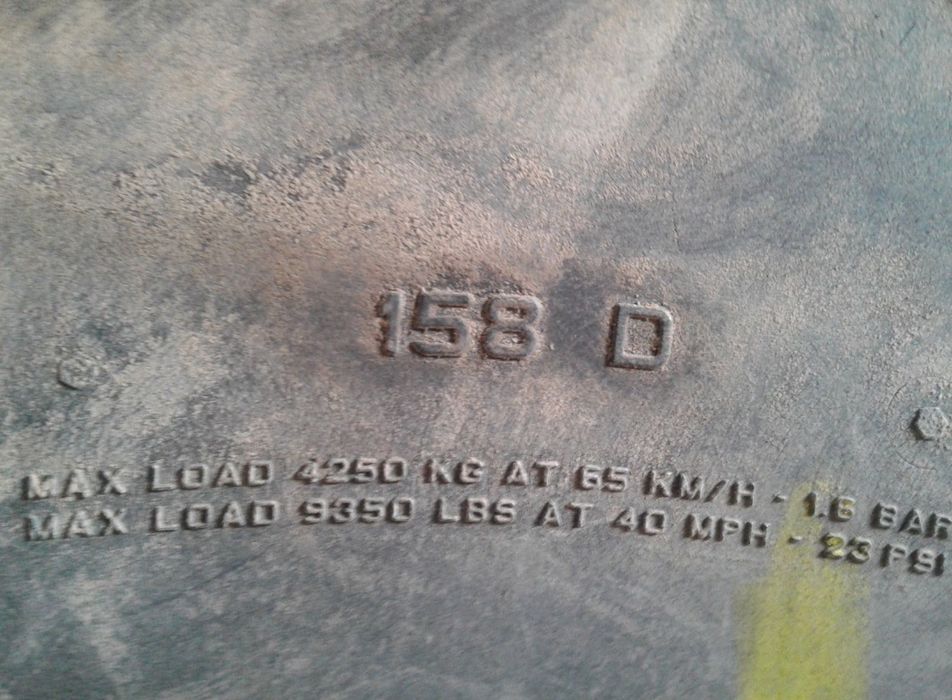 158 D
MAX LOAD 4250 KG AT 65 KM/H - 1.6 BAR
MAX LOAD 9350 LBS AT 40 MPH - 23 PSI